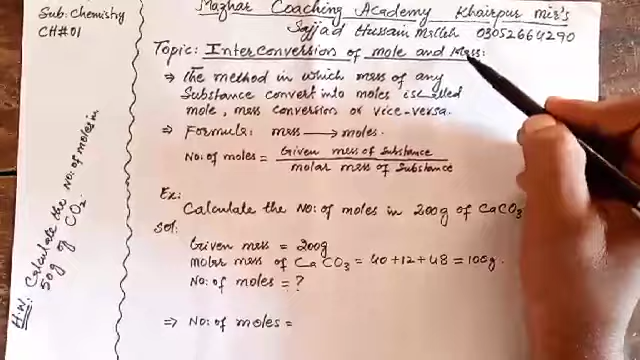 Sub: Chemistry
CH#01
Mazhar Coaching Academy Khairpur mir's
Sajjad Hussain Mallah 03052664290
Topic: Interconversion of mole and Mass:
⇒ The method in which mass of any
Substance convert into moles is called
mole, mass conversion or vice-versa.
⇒ Formula: mass → moles.
No: of moles = Given mass of Substance / molar mass of Substance
Ex:
Calculate the No: of moles in 200g of CaCO3
Sol:
Given mass = 200g
Molar mass of CaCO3 = 40+12+48 = 100g.
No: of moles = ?
⇒ No: of moles =
H.W: Calculate the No: of moles in
50g of CO2.